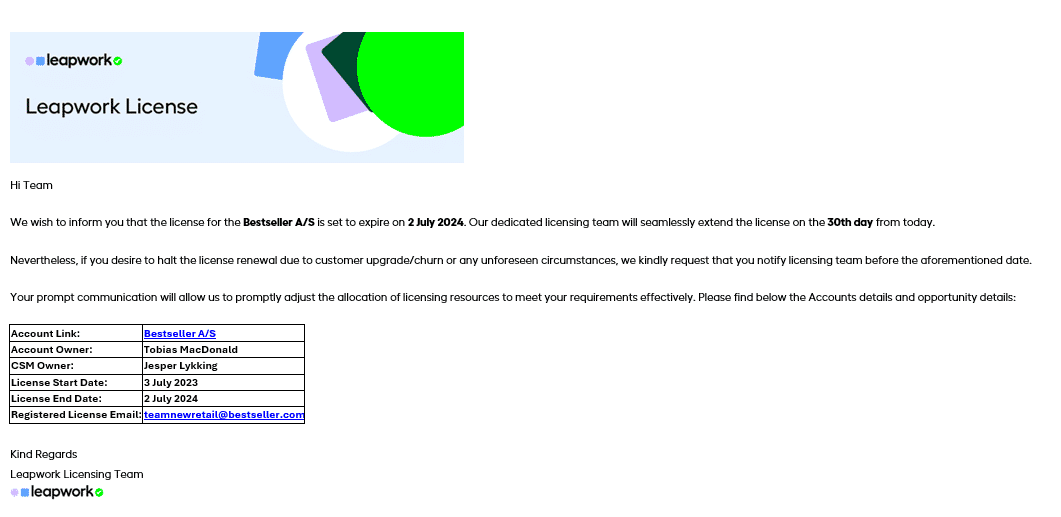 leapwork
Leapwork License
Hi Team
We wish to inform you that the license for the Bestseller A/S is set to expire on 2 July 2024. Our dedicated licensing team will seamlessly extend the license on the 30th day from today.
Nevertheless, if you desire to halt the license renewal due to customer upgrade/churn or any unforeseen circumstances, we kindly request that you notify licensing team before the aforementioned date.
Your prompt communication will allow us to promptly adjust the allocation of licensing resources to meet your requirements effectively. Please find below the Accounts details and opportunity details:
Account Link: Bestseller A/S
Account Owner: Tobias MacDonald
CSM Owner: Jesper Lykking
License Start Date: 3 July 2023
License End Date: 2 July 2024
Registered License Email: teamnewretail@bestseller.com
Kind Regards
Leapwork Licensing Team
leapwork